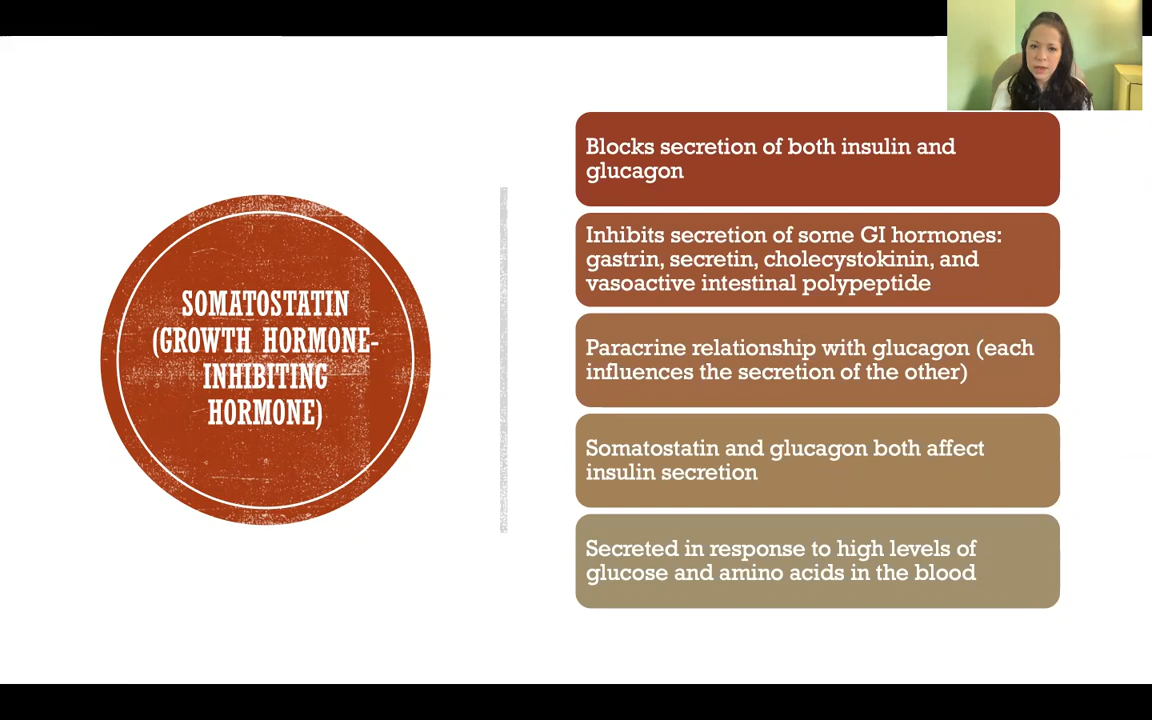 SOMATOSTATIN
(GROWTH HORMONE-
INHIBITING
HORMONE)
Blocks secretion of both insulin and
glucagon
Inhibits secretion of some GI hormones:
gastrin, secretin, cholecystokinin, and
vasoactive intestinal polypeptide
Paracrine relationship with glucagon (each
influences the secretion of the other)
Somatostatin and glucagon both affect
insulin secretion
Secreted in response to high levels of
glucose and amino acids in the blood